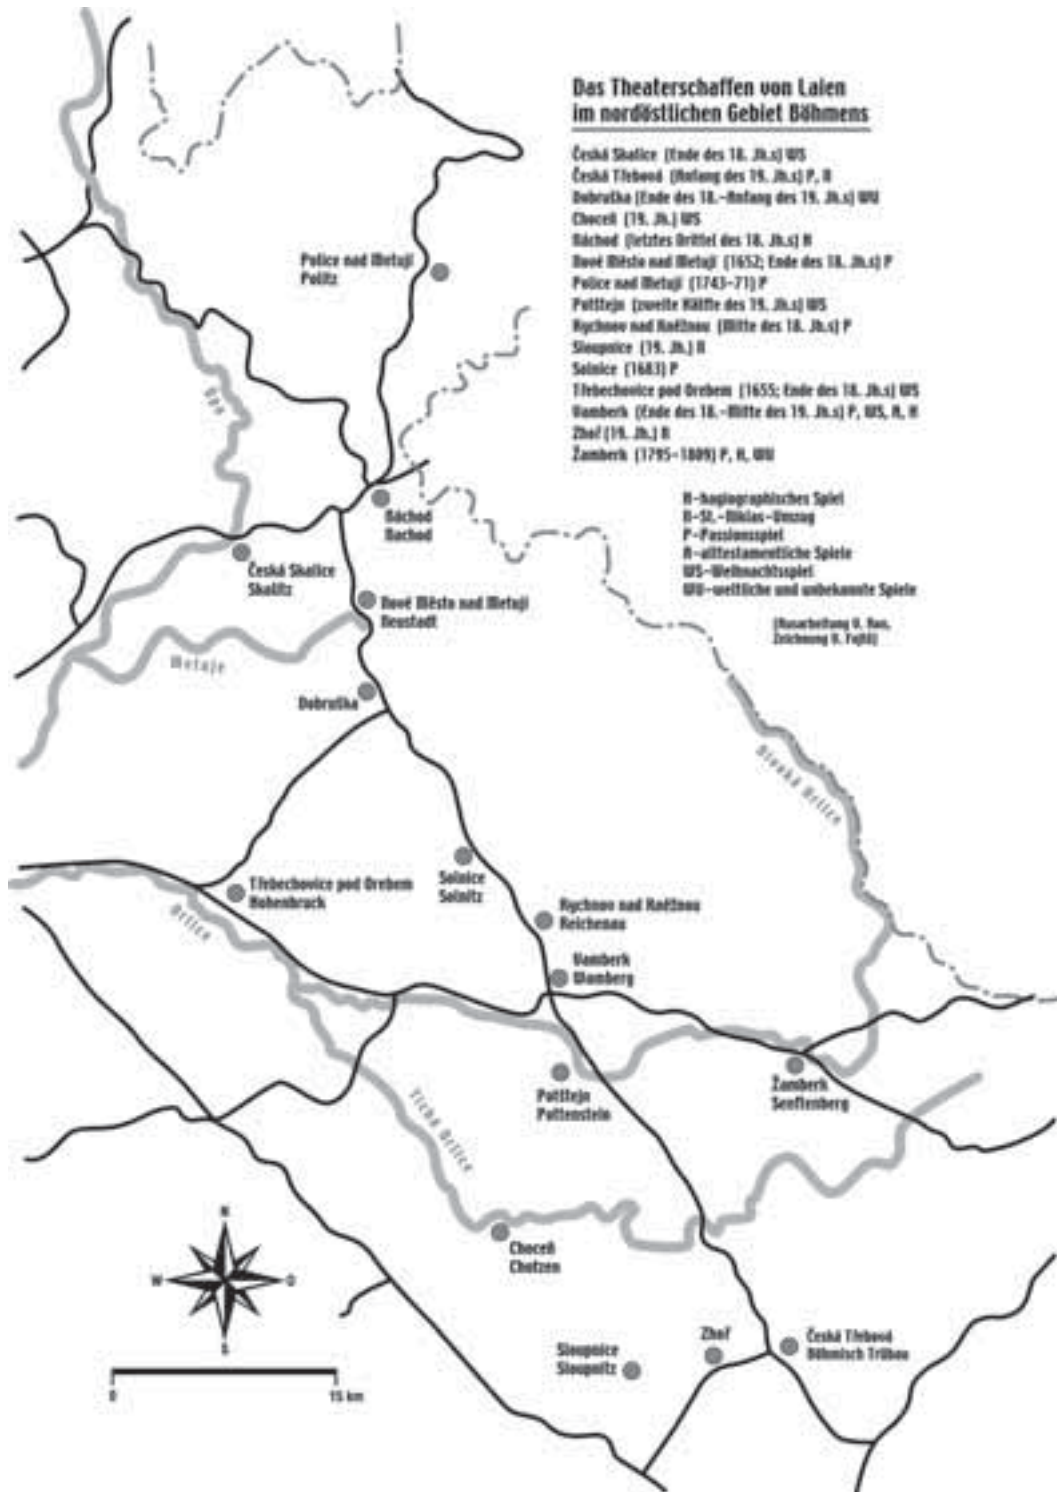 Das Theaterschaffen von Laien
im nordöstlichen Gebiet Böhmens
Česká Skalice (Ende des 18. Jh.s) WS
Česká Třebová (Anfang des 19. Jh.s) P, N
Dobruška (Ende des 18.-Anfang des 19. Jh.s) WU
Choceň (19. Jh.) WS
Náchod (letztes Drittel des 18. Jh.s) H
Nové Město nad Metují (1652; Ende des 18. Jh.s) P
Police nad Metují (1743-71) P
Potštejn (zweite Hälfte des 19. Jh.s) WS
Rychnov nad Kněžnou (Mitte des 18. Jh.s) P
Sloupnice (19. Jh.) N
Solnice (1683) P
Třebechovice pod Orebem (1655; Ende des 18. Jh.s) WS
Vamberk (Ende des 18.-Mitte des 19. Jh.s) P, WS, A, H
Zhoř (19. Jh.) N
Žamberk (1795-1809) P, H, WU
H-hagiographisches Spiel
N-St.-Niklas-Umzug
P-Passionsspiel
A-alttestamentliche Spiele
WS-Weihnachtsspiel
WU-weltliche und unbekannte Spiele
(Ausarbeitung V. Ron,
Zeichnung V.
Police nad Metují
Politz
Úpa
Náchod
Nachod
Česká Skalice
Skalitz
Nové Město nad Metují
Neustadt
Metuje
Dobruška
Divoká Orlice
Solnice
Solnitz
Třebechovice pod Orebem
Hohenbruck
Orlice
Rychnov nad Kněžnou
Reichenau
Vamberk
Wamberg
Potštejn
Pottenstein
Žamberk
Senftenberg
Tichá Orlice
Choceň
Chotzen
N
W
O
S
0
15 km
Sloupnice
Sloupnitz
Zhoř
Česká Třebová
Böhmisch Trübau